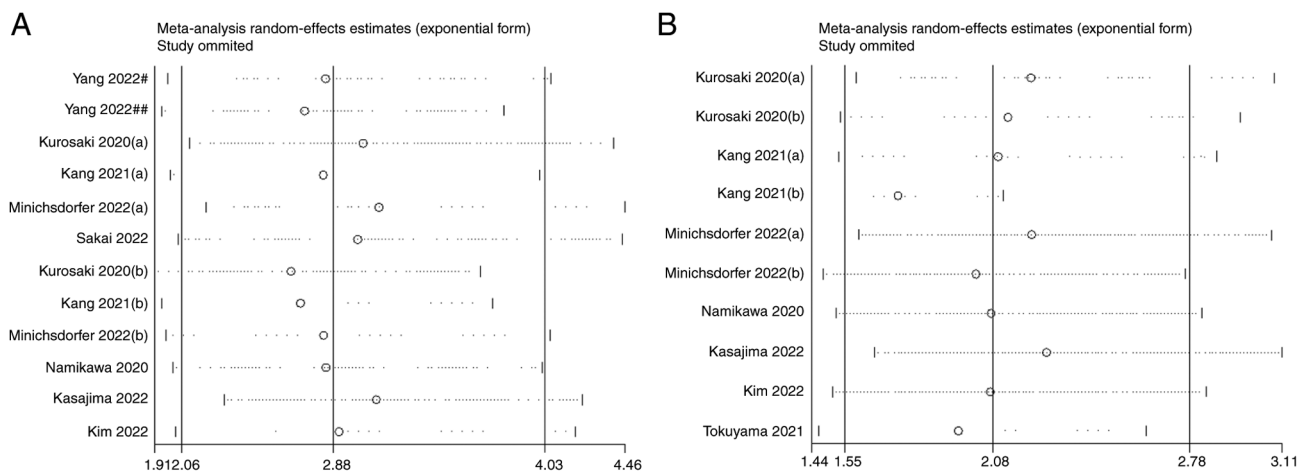 A
Meta-analysis random-effects estimates (exponential form)
Study ommited
Yang 2022#
Yang 2022##
Kurosaki 2020(a)
Kang 2021(a)
Minichsdorfer 2022(a)
Sakai 2022
Kurosaki 2020(b)
Kang 2021(b)
Minichsdorfer 2022(b)
Namikawa 2020
Kasajima 2022
Kim 2022
1.912.06 2.88 4.03 4.46
B
Meta-analysis random-effects estimates (exponential form)
Study ommited
Kurosaki 2020(a)
Kurosaki 2020(b)
Kang 2021(a)
Kang 2021(b)
Minichsdorfer 2022(a)
Minichsdorfer 2022(b)
Namikawa 2020
Kasajima 2022
Kim 2022
Tokuyama 2021
1.44 1.55 2.08 2.78 3.11